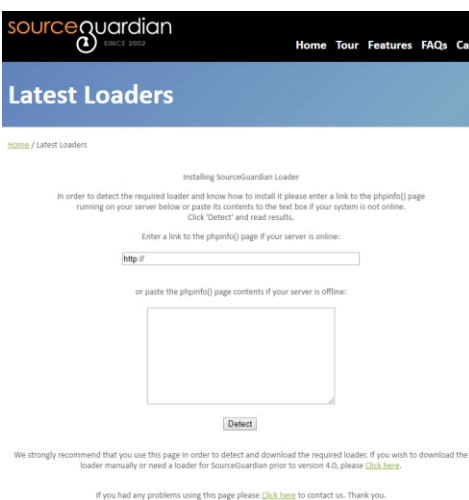 sourceguardian
SINCE 2002
Home Tour Features FAQs
Latest Loaders
Home / Latest Loaders
Installing SourceGuardian Loader
In order to detect the required loader and know how to install it please enter a link to the phpinfo() page
running on your server below or paste its contents to the text box if your system is not online.
Click 'Detect' and read results.
Enter a link to the phpinfo() page if your server is online:
http://
or paste the phpinfo() page contents if your server is offline:
Detect
We strongly recommend that you use this page in order to detect and download the required loader. If you wish to download the
loader manually or need a loader for SourceGuardian prior to version 4.0, please Click here.
If you had any problems using this page please Click here to contact us. Thank you.